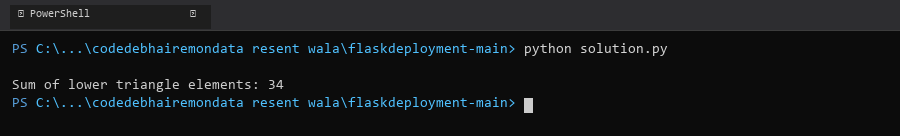 PowerShell
PS C:\...\codedebhairemondata resent wala\flaskdeployment-main> python solution.py
Sum of lower triangle elements: 34
PS C:\...\codedebhairemondata resent wala\flaskdeployment-main>